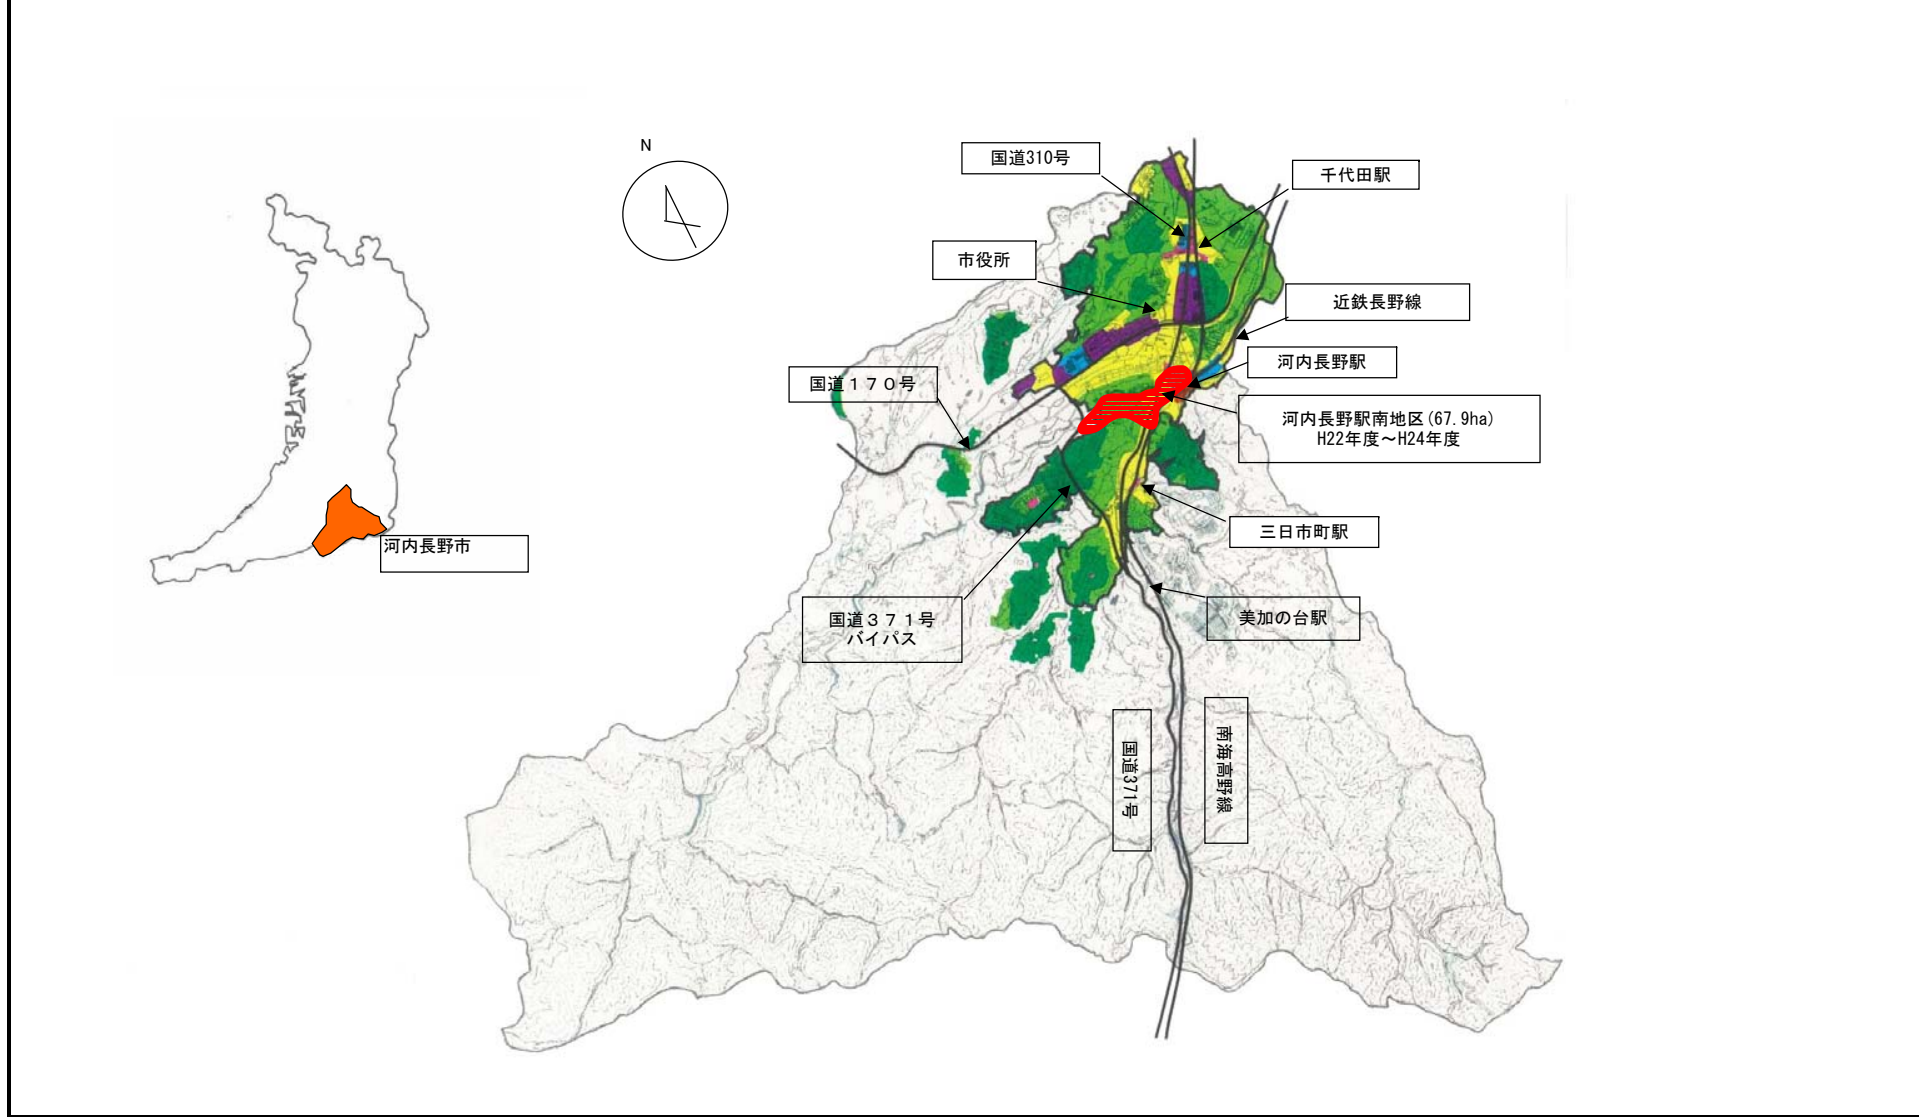 N
国道310号
千代田駅
市役所
近鉄長野線
河内長野駅
国道１７０号
河内長野駅南地区(67.9ha)
H22年度～H24年度
三日市町駅
河内長野市
国道３７１号
バイパス
美加の台駅
国道371号
南海高野線